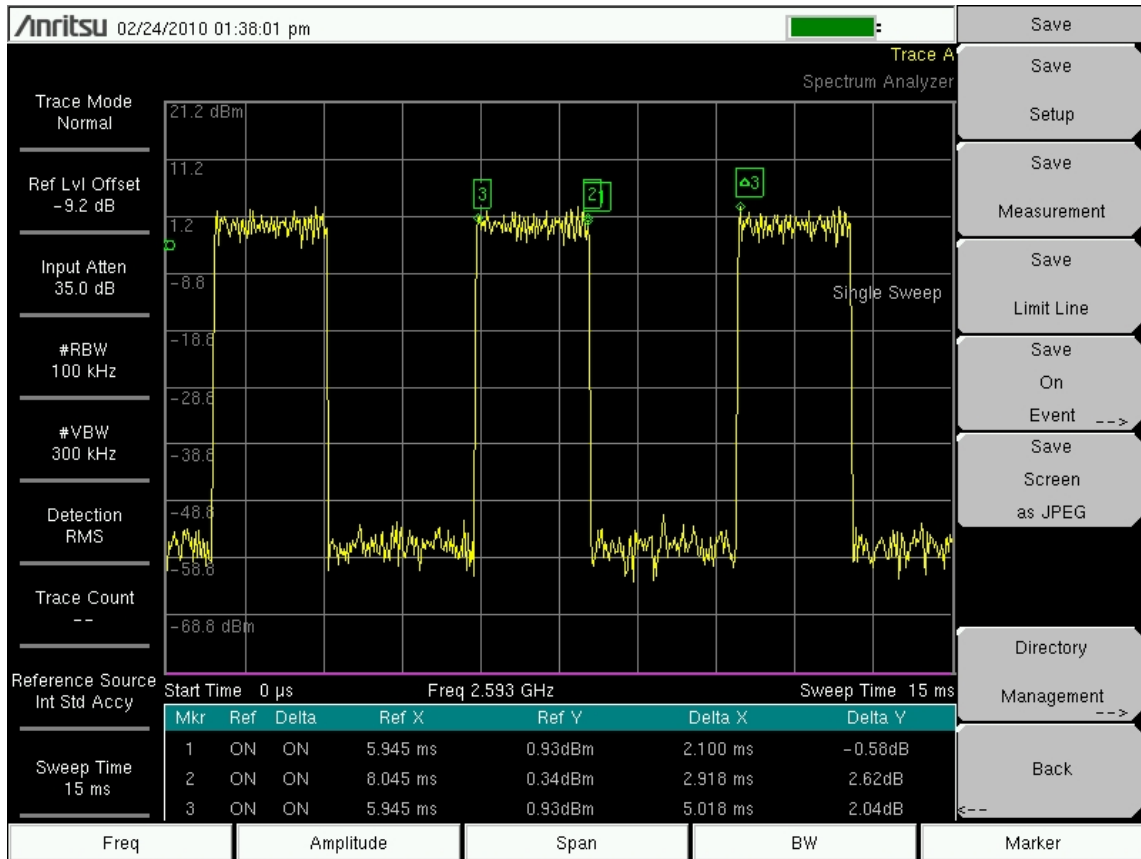 Anritsu 02/24/2010 01:38:01 pm
Trace A
Spectrum Analyzer
Trace Mode
Normal
Ref Lvl Offset
-9.2 dB
Input Atten
35.0 dB
#RBW
100 kHz
#VBW
300 kHz
Detection
RMS
Trace Count
--
Reference Source
Int Std Accy
Sweep Time
15 ms
21.2 dBm
11.2
1.2
-8.8
-18.8
-28.8
-38.8
-48.8
-58.8
-68.8 dBm
3
2
1
3
Single Sweep
Start Time 0 µs Freq 2.593 GHz Sweep Time 15 ms
Mkr Ref Delta Ref X Ref Y Delta X Delta Y
1 ON ON 5.945 ms 0.93dBm 2.100 ms -0.58dB
2 ON ON 8.045 ms 0.34dBm 2.918 ms 2.62dB
3 ON ON 5.945 ms 0.93dBm 5.018 ms 2.04dB
Save
Save
Setup
Save
Measurement
Save
Limit Line
Save
On
Event -->
Save
Screen
as JPEG
Directory
Management
-->
Back
<--
Freq Amplitude Span BW Marker